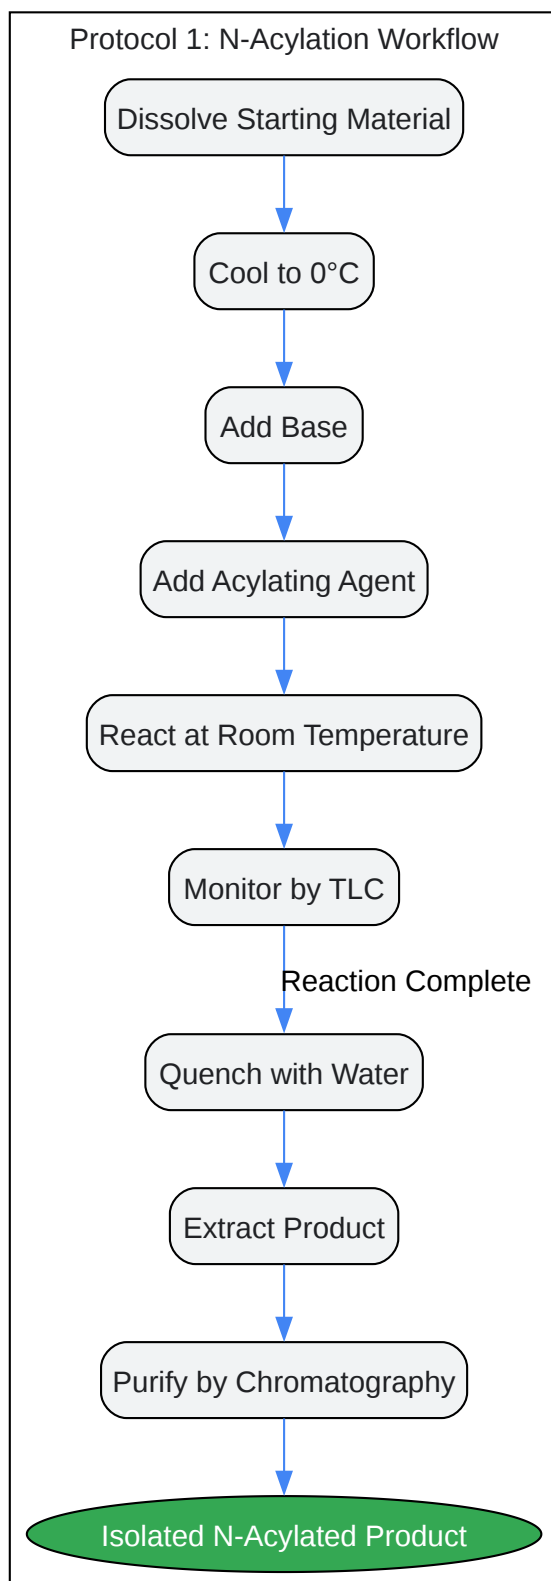 Protocol 1: N-Acylation Workflow
Dissolve Starting Material
Cool to 0°C
Add Base
Add Acylating Agent
React at Room Temperature
Monitor by TLC
Reaction Complete
Quench with Water
Extract Product
Purify by Chromatography
Isolated N-Acylated Product